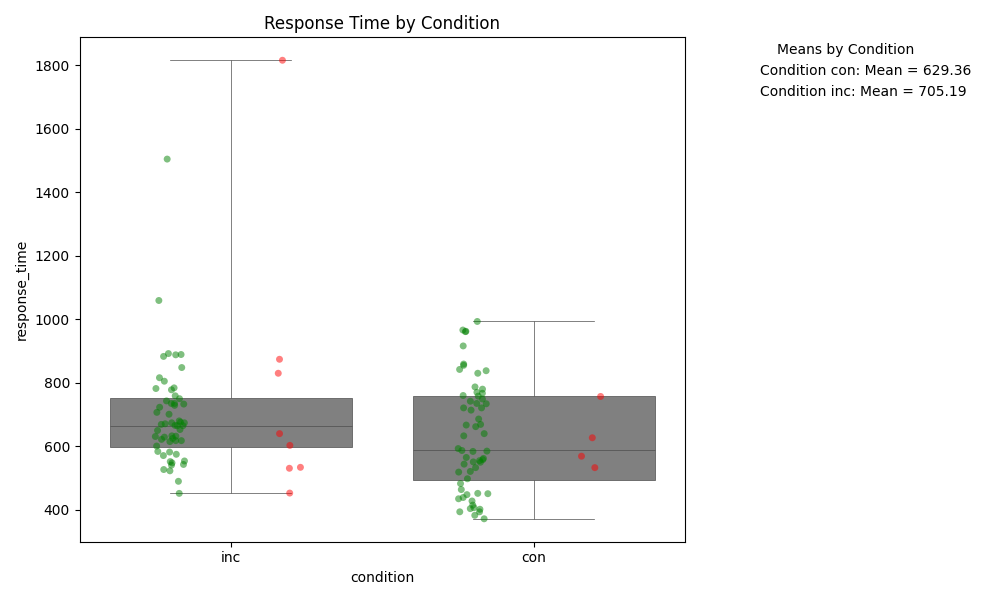 Response Time by Condition
Means by Condition
Condition con: Mean = 629.36
Condition inc: Mean = 705.19
response_time
1800
1600
1400
1200
1000
800
600
400
inc
con
condition